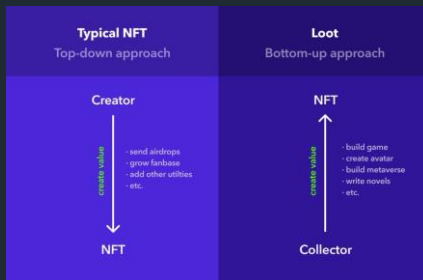 Typical NFT
Top-down approach
Creator
create value
- send airdrops
- grow fanbase
- add other utilties
- etc.
NFT
Loot
Bottom-up approach
NFT
create value
- build game
- create avatar
- build metaverse
- write novels
- etc.
Collector